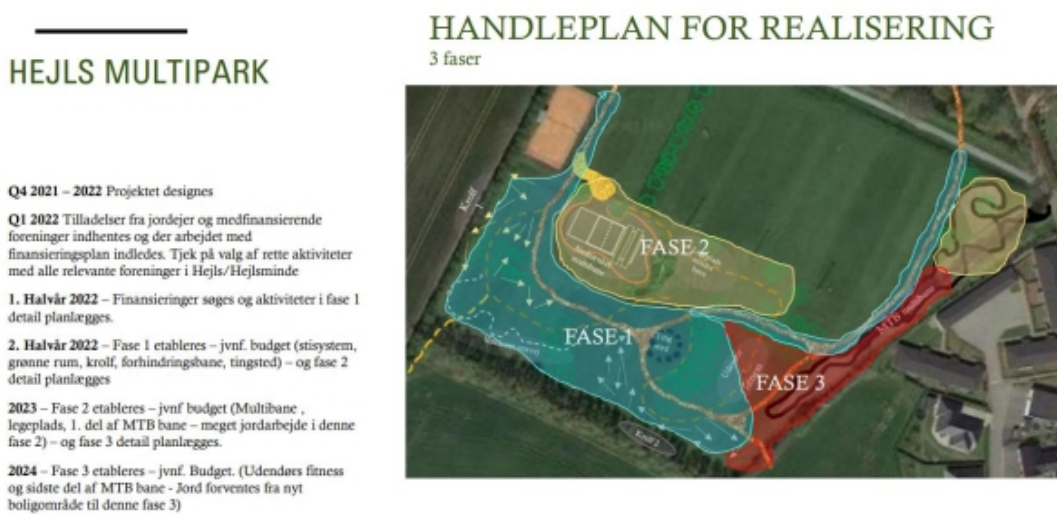 HANDLEPLAN FOR REALISERING
3 faser
HEJLS MULTIPARK
Q4 2021 – 2022 Projektet designes
Q1 2022 Tilladelser fra jordejer og medfinansierende
foreninger indhentes og der arbejdet med
finansieringsplan indledes. Tjek på valg af rette aktiviteter
med alle relevante foreninger i Hejls/Hejlsminde
1. Halvår 2022 – Finansieringer søges og aktiviteter i fase 1
detail planlægges.
2. Halvår 2022 – Fase 1 etableres – jvnf. budget (stisystem,
grønne rum, krolf, forhindringsbane, tingsted) – og fase 2
detail planlægges
2023 – Fase 2 etableres – jvnf budget (Multibane ,
legeplads, 1. del af MTB bane – meget jordarbejde i denne
fase 2) – og fase 3 detail planlægges.
2024 – Fase 3 etableres – jvnf. Budget. (Udendørs fitness
og sidste del af MTB bane - Jord forventes fra nyt
boligområde til denne fase 3)
Krolf
1
FASE 2
FASE 1
FASE 3
MTB
Krolf 2